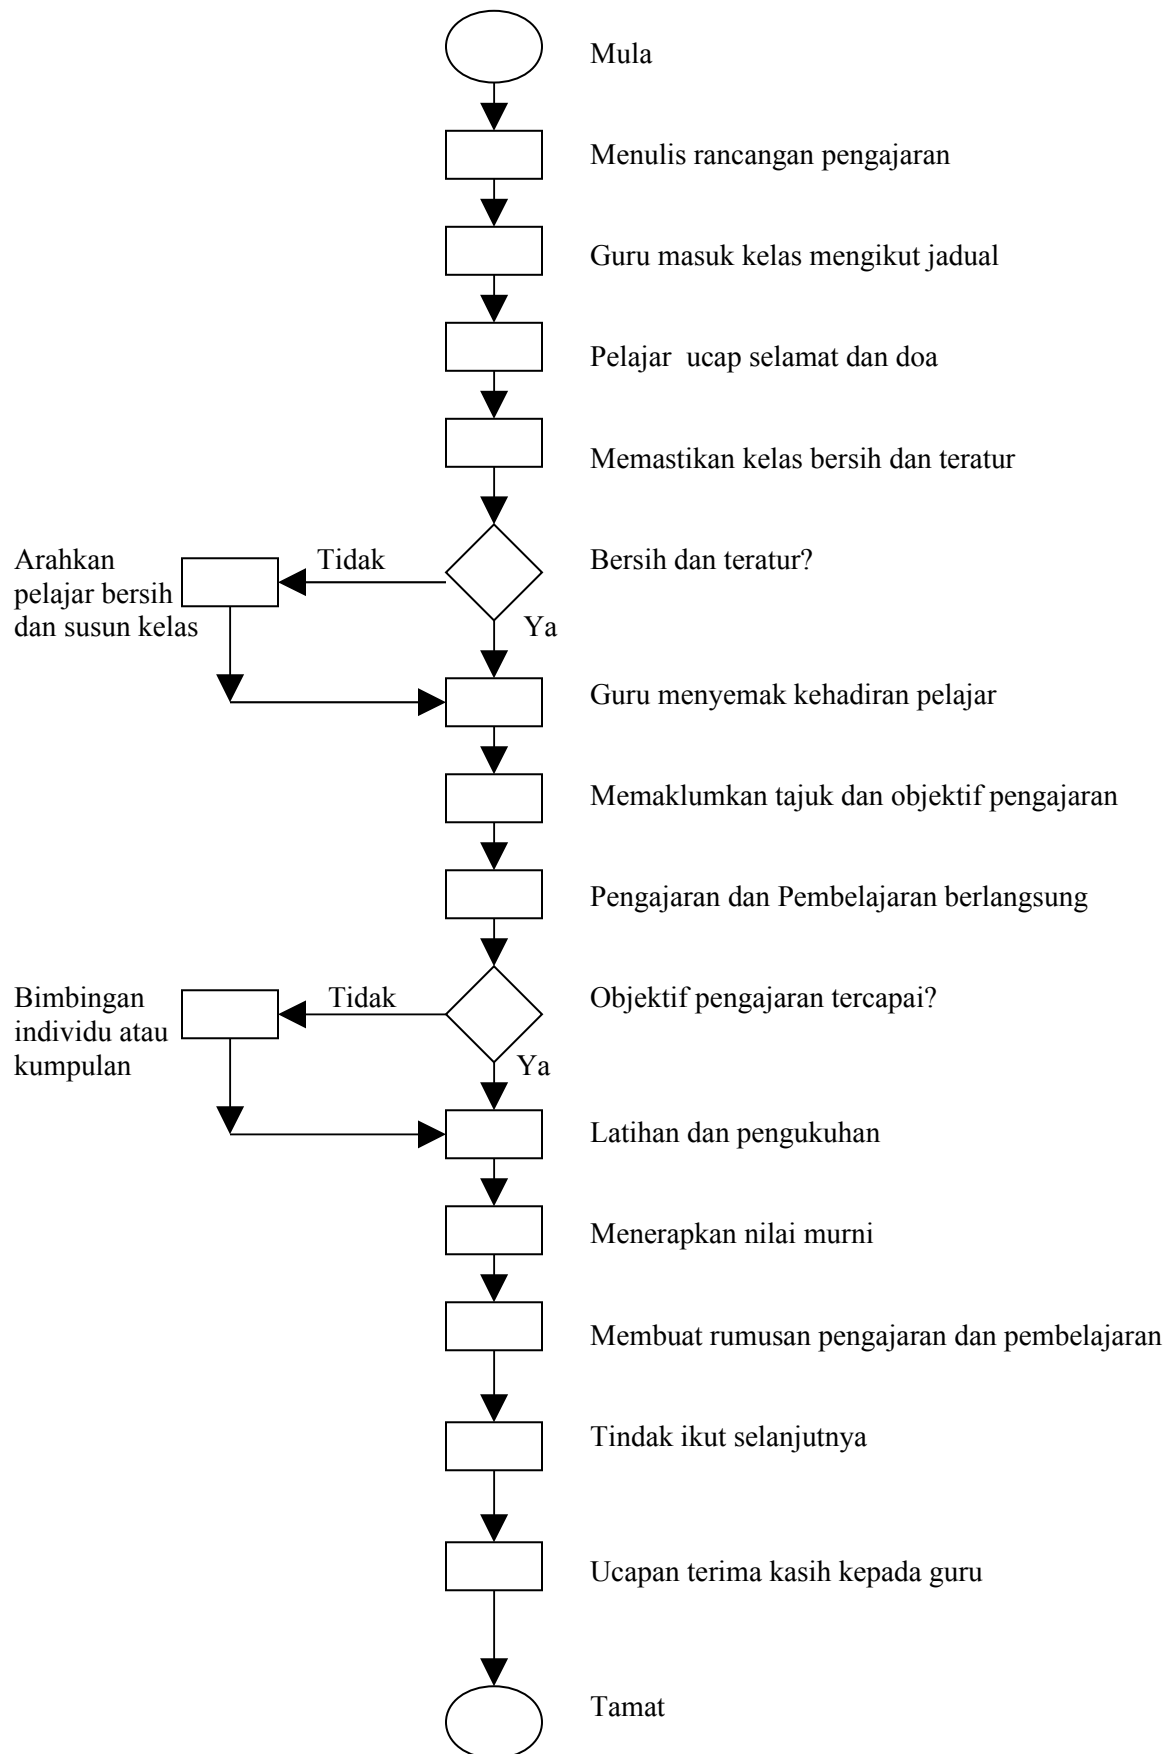 Mula
Menulis rancangan pengajaran
Guru masuk kelas mengikut jadual
Pelajar  ucap selamat dan doa
Memastikan kelas bersih dan teratur
Bersih dan teratur?
Tidak
Arahkan
pelajar bersih
dan susun kelas
Ya
Guru menyemak kehadiran pelajar
Memaklumkan tajuk dan objektif pengajaran
Pengajaran dan Pembelajaran berlangsung
Objektif pengajaran tercapai?
Tidak
Bimbingan
individu atau
kumpulan
Ya
Latihan dan pengukuhan
Menerapkan nilai murni
Membuat rumusan pengajaran dan pembelajaran
Tindak ikut selanjutnya
Ucapan terima kasih kepada guru
Tamat